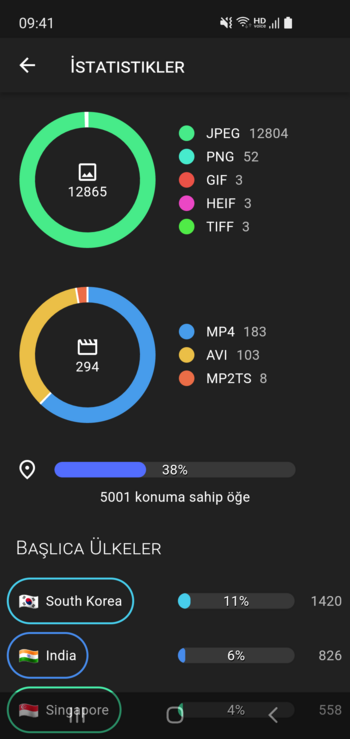 09:41
HD
VOICE
İSTATISTIKLER
12865
JPEG 12804
PNG 52
GIF 3
HEIF 3
TIFF 3
294
MP4 183
AVI 103
MP2TS 8
38%
5001 konuma sahip öğe
BAŞLICA ÜLKELER
South Korea 11% 1420
India 6% 826
Singapore 4% 558